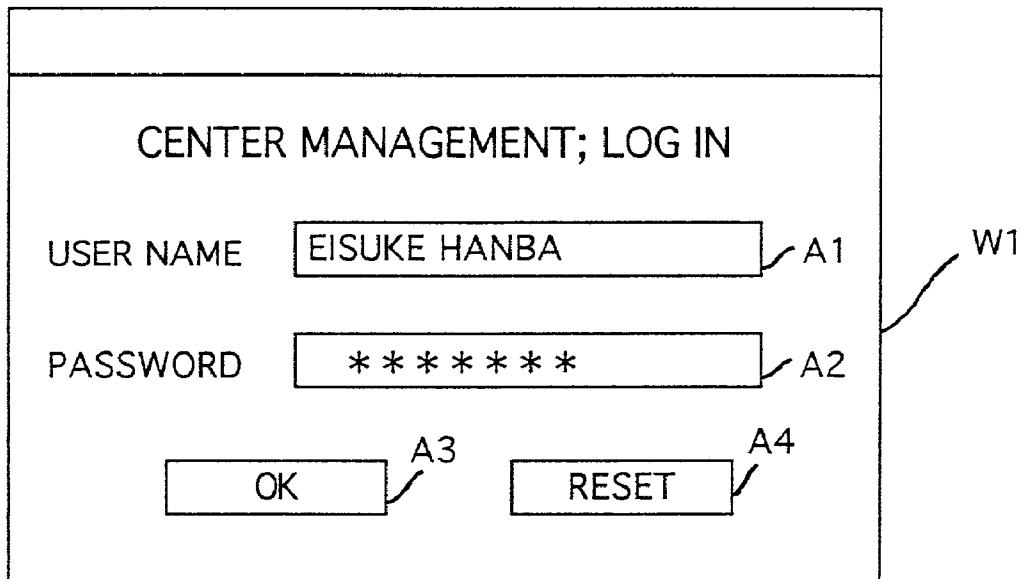 CENTER MANAGEMENT; LOG IN
USER NAME EISUKE HANBA A1
W1
PASSWORD ******* A2
OK A3 RESET A4